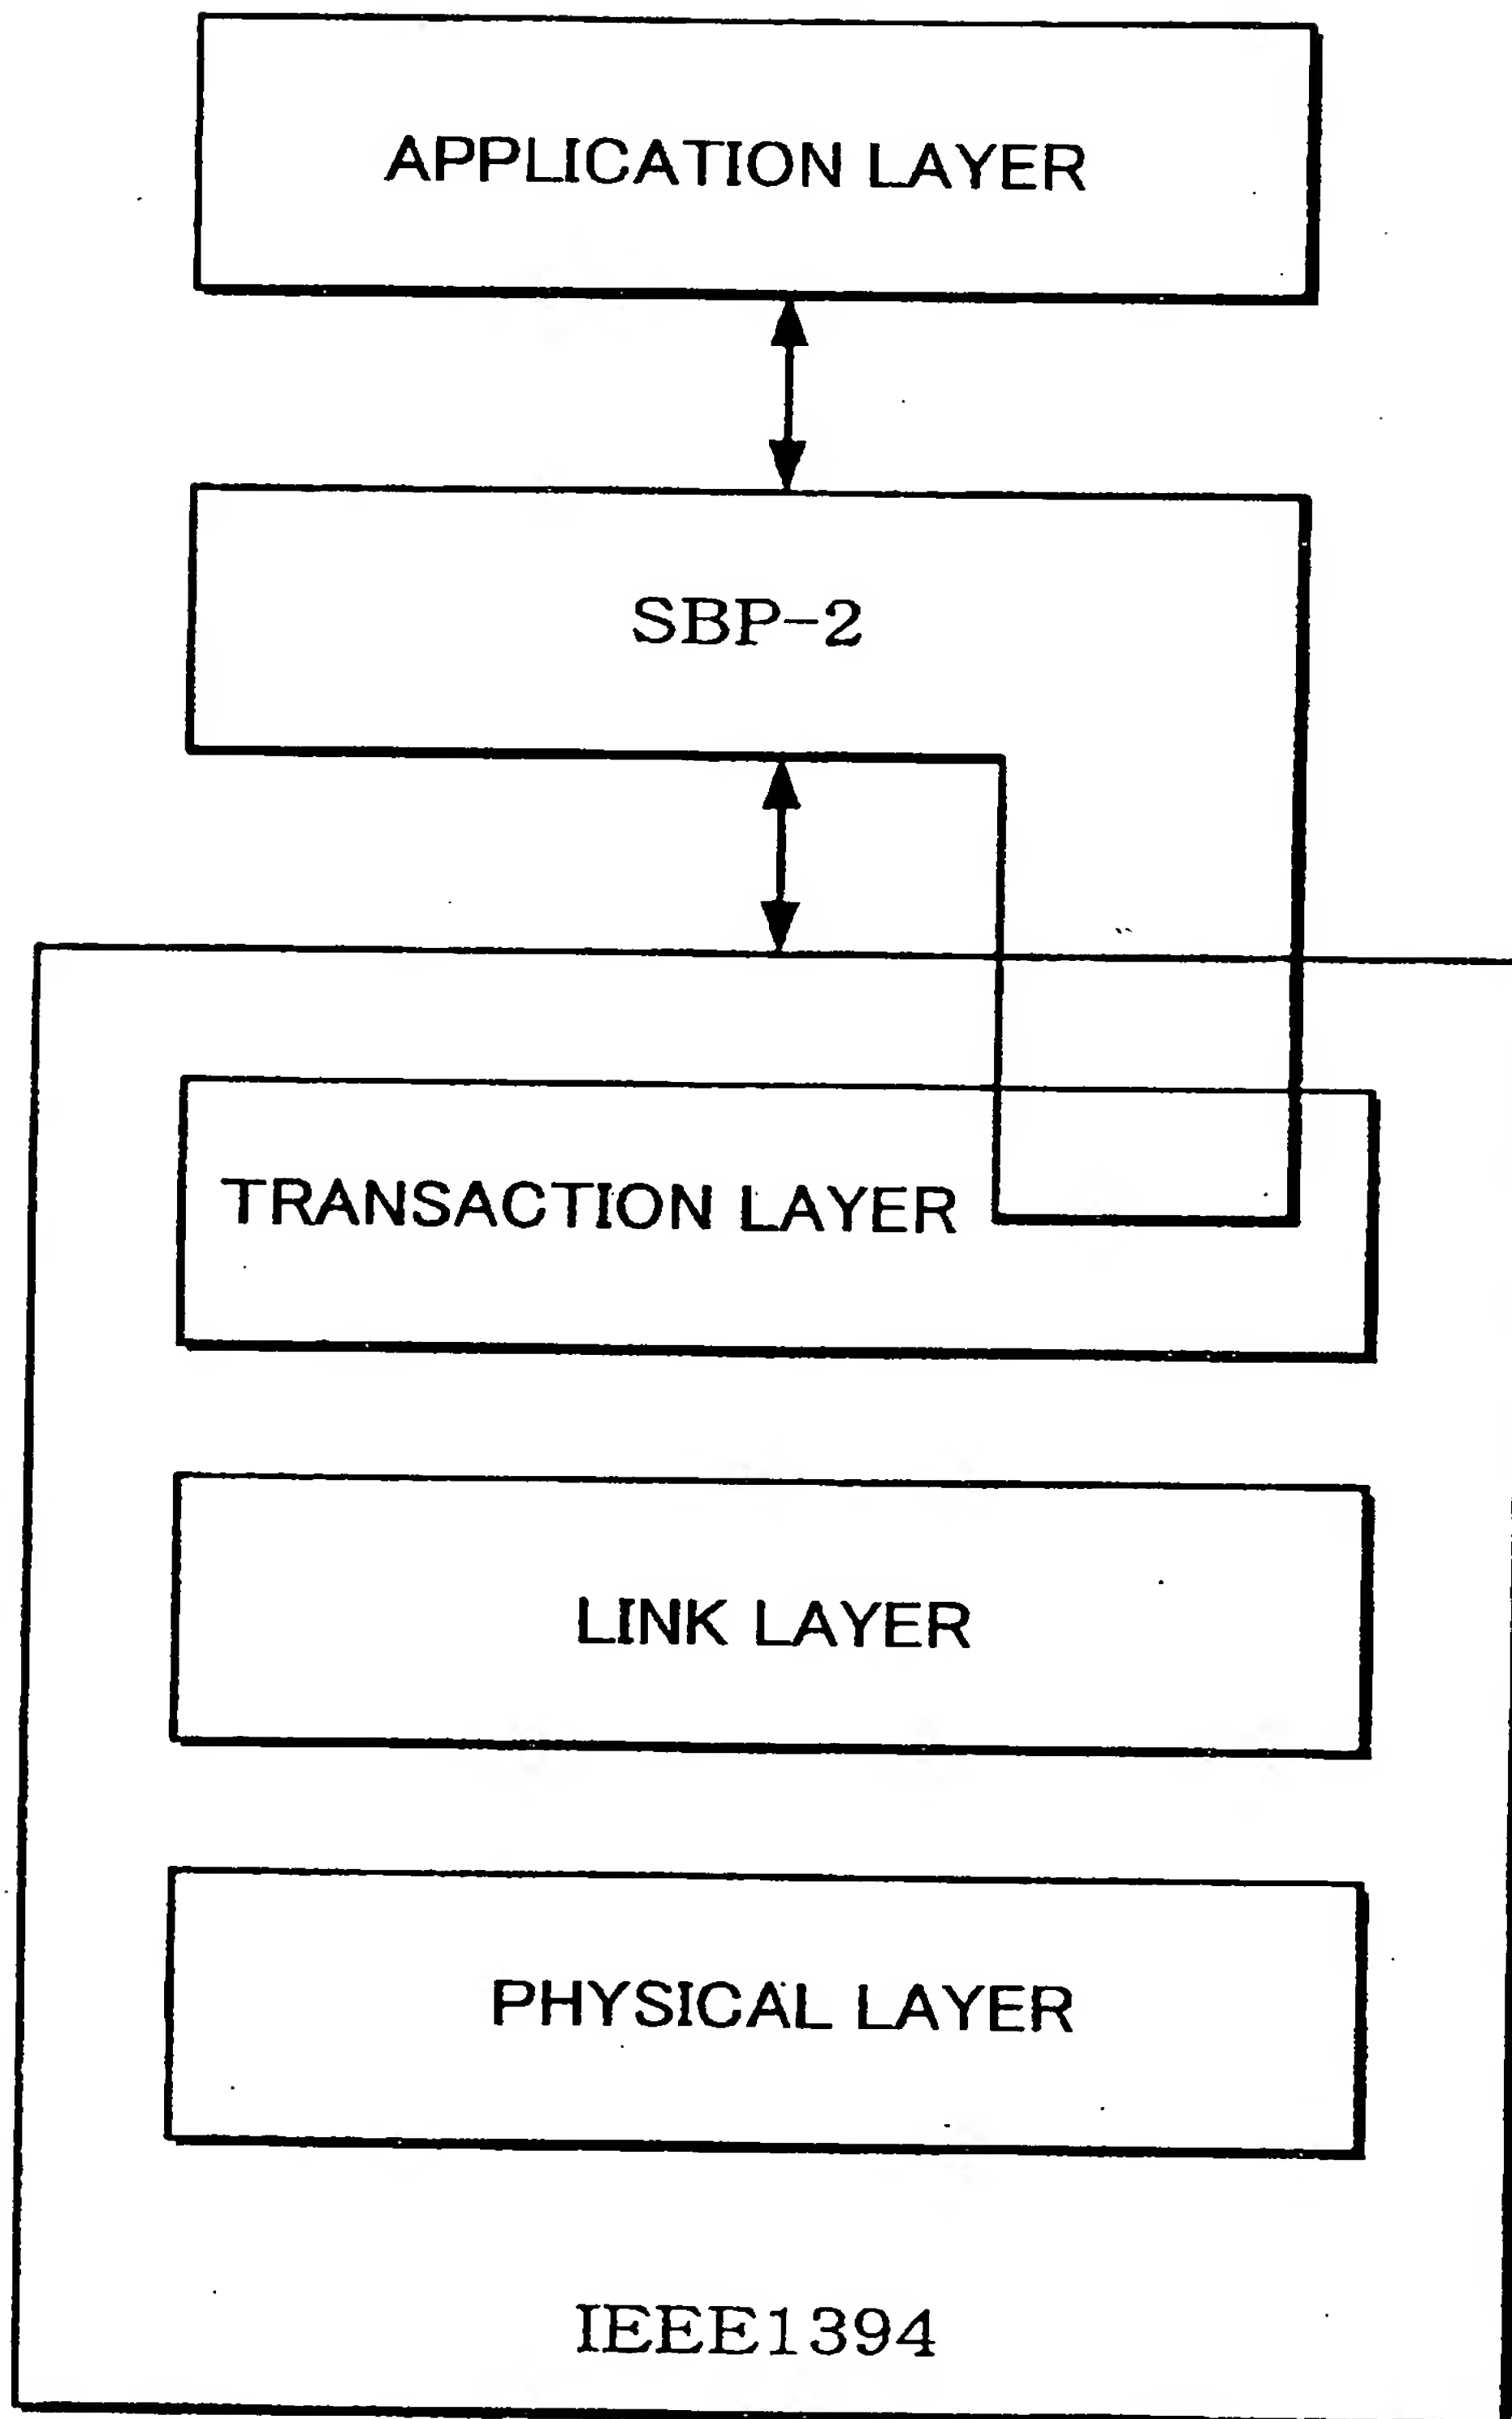 APPLICATION LAYER
SBP-2
TRANSACTION LAYER
LINK LAYER
PHYSICAL LAYER
IEEE1394